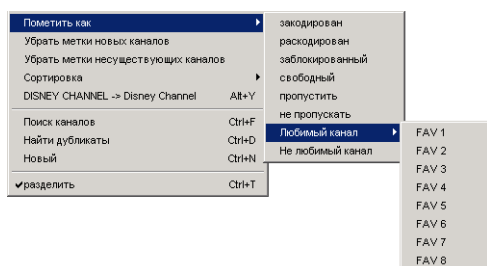 Пометить как
Убрать метки новых каналов
Убрать метки несуществующих каналов
Сортировка
DISNEY CHANNEL -> Disney Channel Alt+Y
Поиск каналов Ctrl+F
Найти дубликаты Ctrl+D
Новый Ctrl+N
разделить Ctrl+T
закодирован
раскодирован
заблокированный
свободный
пропустить
не пропускать
Любимый канал
Не любимый канал
FAV 1
FAV 2
FAV 3
FAV 4
FAV 5
FAV 6
FAV 7
FAV 8